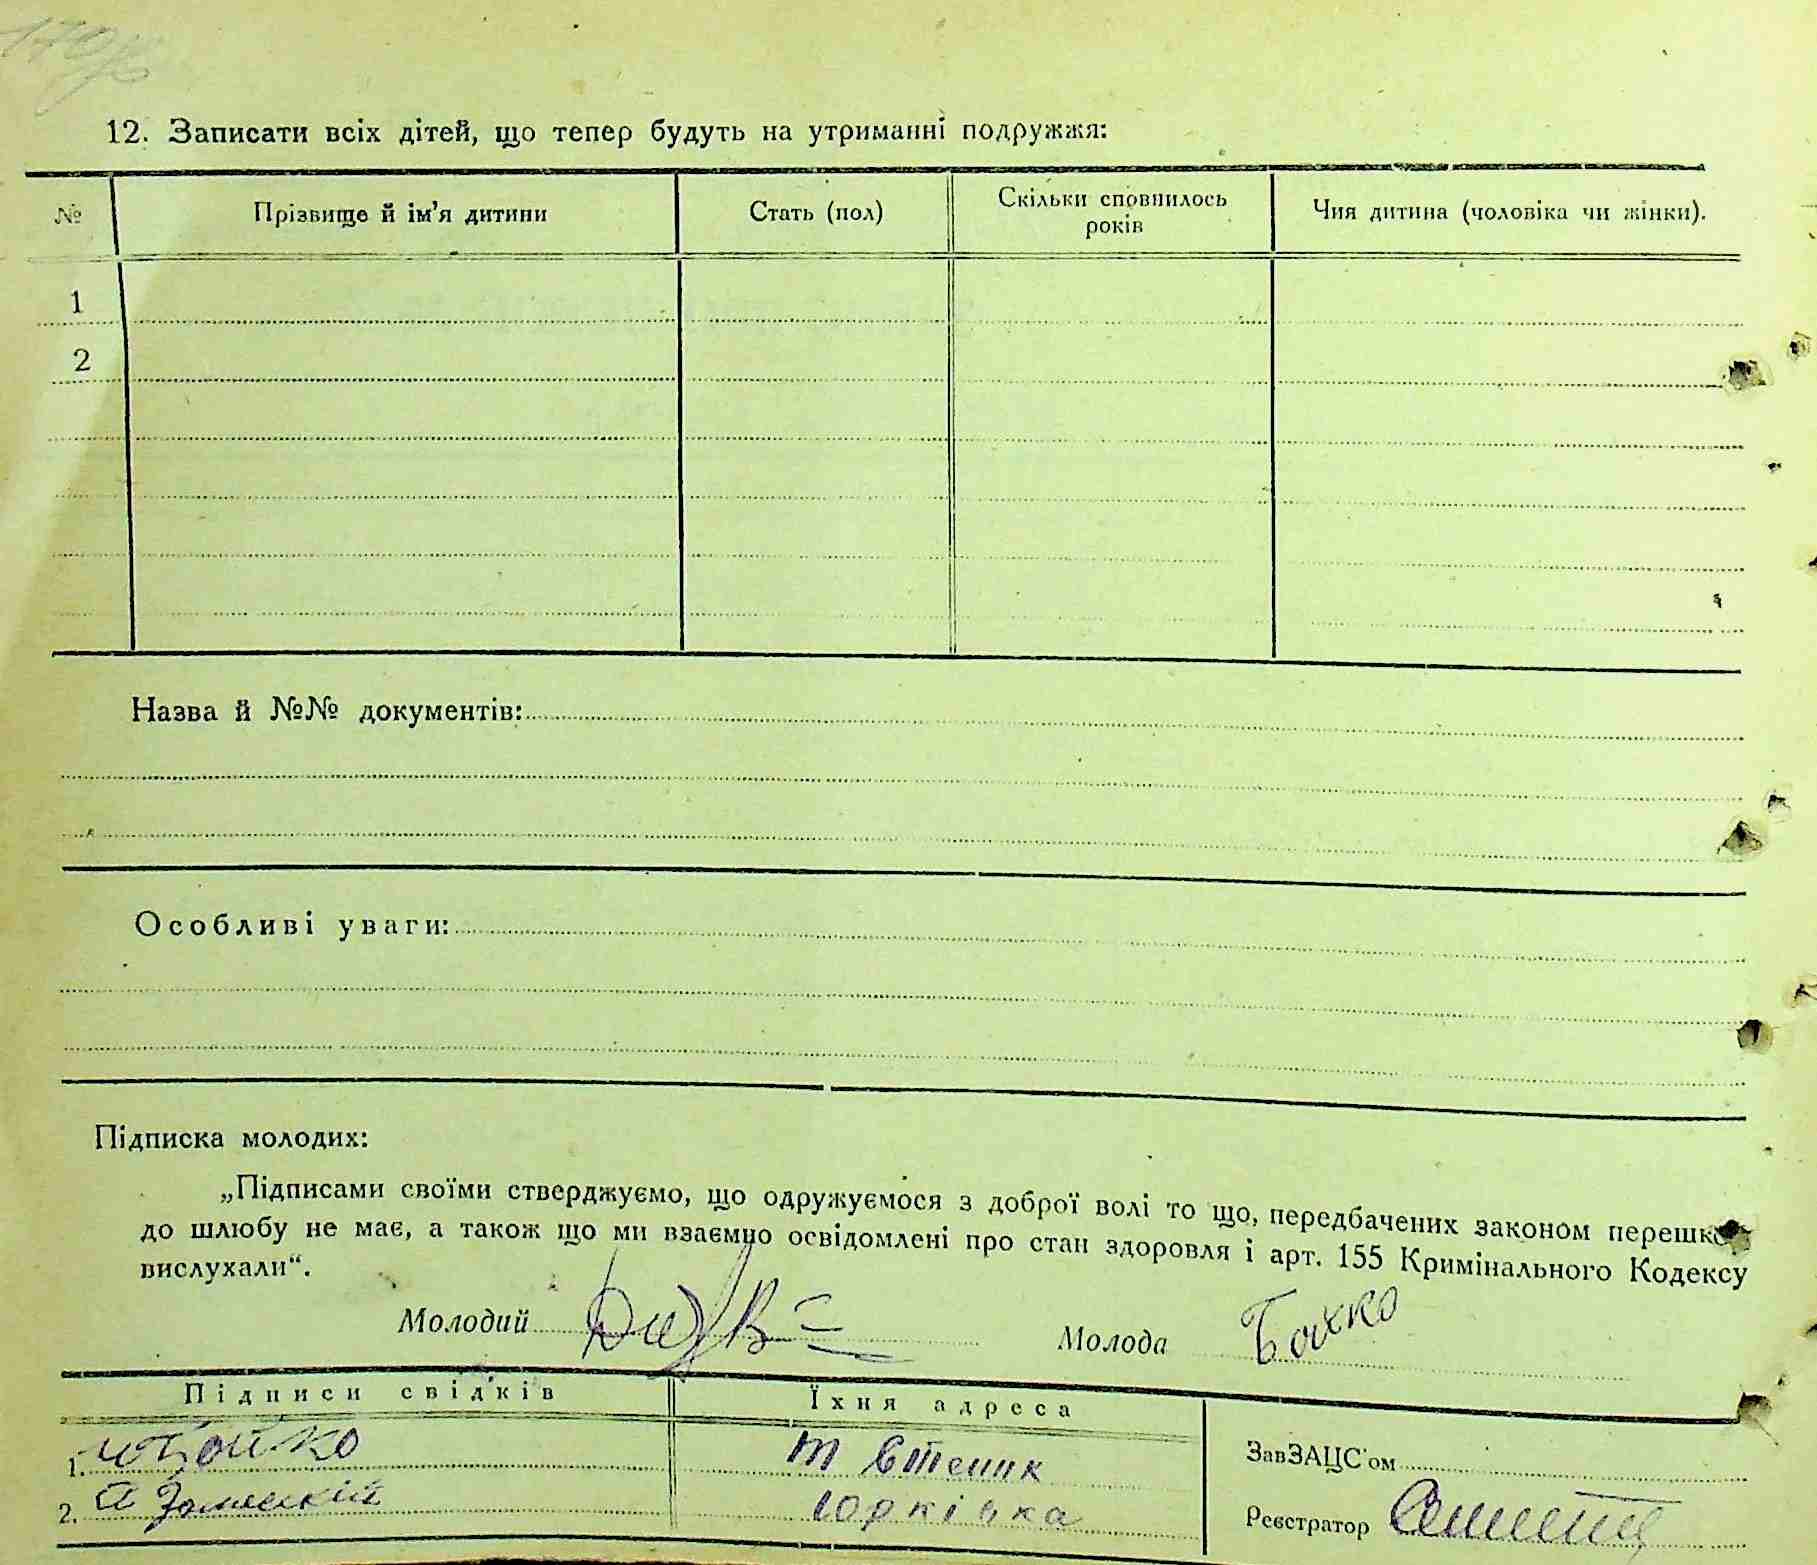 12. Записати всіх дітей, що тепер будуть на утриманні подружжя:
№ Прізвище й ім’я дитини Стать (пол) Скільки сповнилось років Чия дитина (чоловіка чи жінки).
1
2
Назва й №№ документів:
Особливі уваги:
Підписка молодих:
„Підписами своїми стверджуємо, що одружуємося з доброї волі то що, передбачених законом перешко
до шлюбу не має, а також що ми взаємно освідомлені про стан здоровля і арт. 155 Кримінального Кодексу
вислухали“.
Молодий Молода Бойко
Підписи свідків Їхня адреса
1. Бойко
ЗавЗАЦС'ом
2. Юрківка
Реєстратор